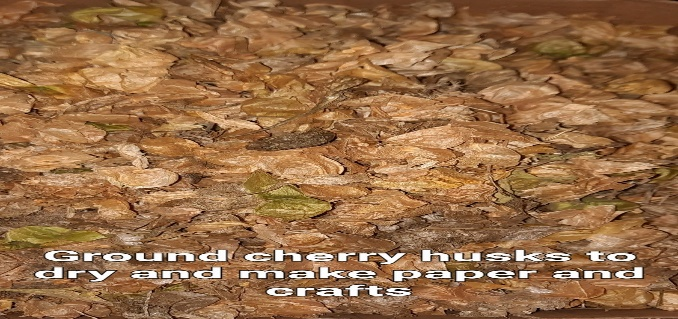 Ground cherry husks to
dry and make paper and
crafts